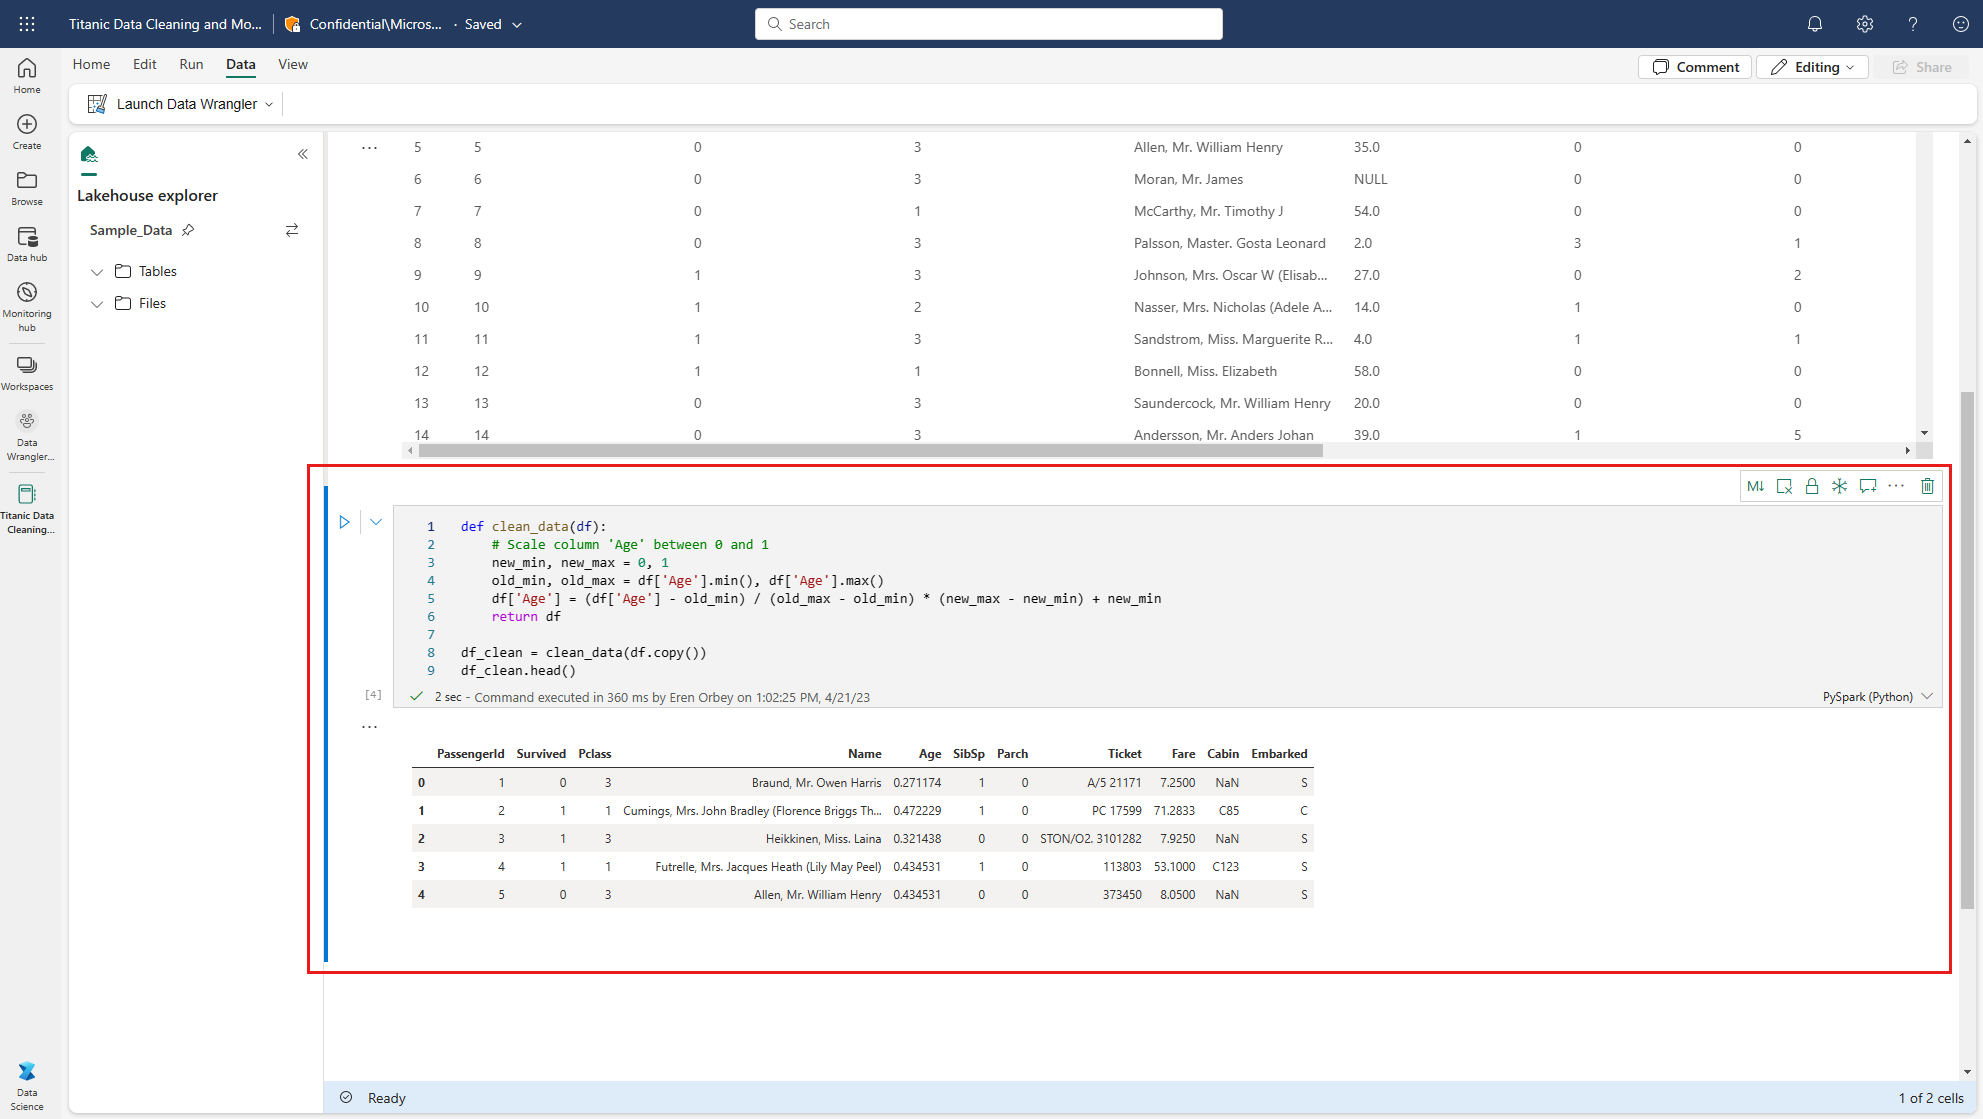 Titanic Data Cleaning and Mo...
Confidential\Micros... · Saved
Search
Home Edit Run Data View
Comment Editing Share
Launch Data Wrangler
Home
Create
Browse
Data hub
Monitoring
hub
Workspaces
Data
Wrangler...
Titanic Data
Cleaning...
Data
Science
Lakehouse explorer
Sample_Data
Tables
Files
5 5 0 3 Allen, Mr. William Henry 35.0 0 0
6 6 0 3 Moran, Mr. James NULL 0 0
7 7 0 1 McCarthy, Mr. Timothy J 54.0 0 0
8 8 0 3 Palsson, Master. Gosta Leonard 2.0 3 1
9 9 1 3 Johnson, Mrs. Oscar W (Elisab... 27.0 0 2
10 10 1 2 Nasser, Mrs. Nicholas (Adele A... 14.0 1 0
11 11 1 3 Sandstrom, Miss. Marguerite R... 4.0 1 1
12 12 1 1 Bonnell, Miss. Elizabeth 58.0 0 0
13 13 0 3 Saundercock, Mr. William Henry 20.0 0 0
14 14 0 3 Andersson, Mr. Anders Johan 39.0 1 5
M↓
1 def clean_data(df):
2 # Scale column 'Age' between 0 and 1
3 new_min, new_max = 0, 1
4 old_min, old_max = df['Age'].min(), df['Age'].max()
5 df['Age'] = (df['Age'] - old_min) / (old_max - old_min) * (new_max - new_min) + new_min
6 return df
7
8 df_clean = clean_data(df.copy())
9 df_clean.head()
[4] 2 sec - Command executed in 360 ms by Eren Orbey on 1:02:25 PM, 4/21/23 PySpark (Python)
PassengerId Survived Pclass Name Age SibSp Parch Ticket Fare Cabin Embarked
0 1 0 3 Braund, Mr. Owen Harris 0.271174 1 0 A/5 21171 7.2500 NaN S
1 2 1 1 Cumings, Mrs. John Bradley (Florence Briggs Th... 0.472229 1 0 PC 17599 71.2833 C85 C
2 3 1 3 Heikkinen, Miss. Laina 0.321438 0 0 STON/O2. 3101282 7.9250 NaN S
3 4 1 1 Futrelle, Mrs. Jacques Heath (Lily May Peel) 0.434531 1 0 113803 53.1000 C123 S
4 5 0 3 Allen, Mr. William Henry 0.434531 0 0 373450 8.0500 NaN S
Ready
1 of 2 cells